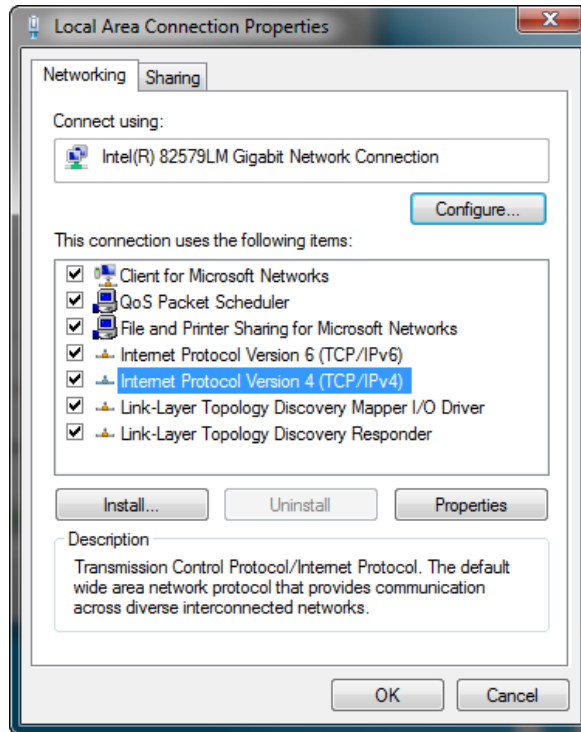 Local Area Connection Properties
Networking
Sharing
Connect using:
Intel(R) 82579LM Gigabit Network Connection
Configure...
This connection uses the following items:
Client for Microsoft Networks
QoS Packet Scheduler
File and Printer Sharing for Microsoft Networks
Internet Protocol Version 6 (TCP/IPv6)
Internet Protocol Version 4 (TCP/IPv4)
Link-Layer Topology Discovery Mapper I/O Driver
Link-Layer Topology Discovery Responder
Install...
Uninstall
Properties
Description
Transmission Control Protocol/Internet Protocol. The default
wide area network protocol that provides communication
across diverse interconnected networks.
OK
Cancel